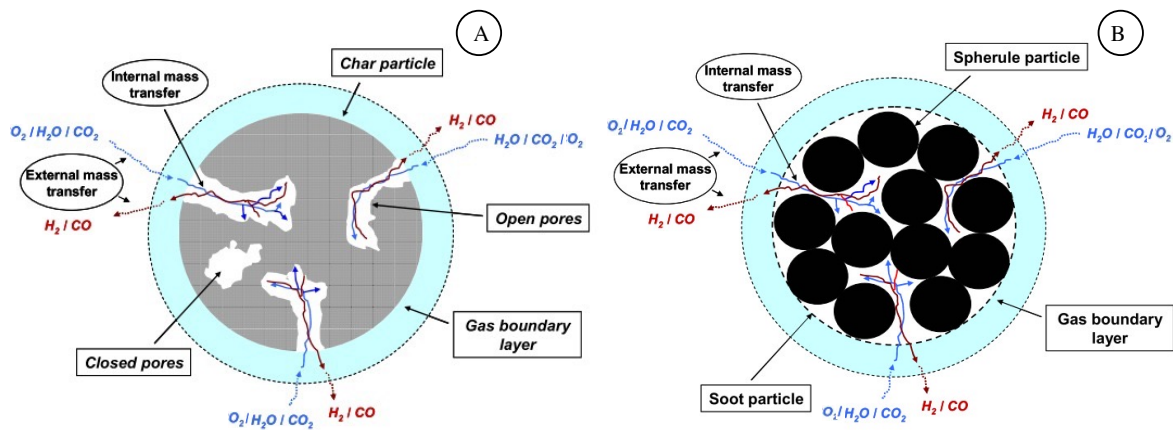 A
Char particle
Internal mass
transfer
O₂ / H₂O / CO₂
H₂ / CO
H₂O / CO₂ / O₂
External mass
transfer
H₂ / CO
Open pores
Closed pores
Gas boundary
layer
O₂ / H₂O / CO₂
H₂ / CO
B
Spherule particle
Internal mass
transfer
O₂ / H₂O / CO₂
H₂ / CO
H₂O / CO₂ / O₂
External mass
transfer
H₂ / CO
Gas boundary
layer
Soot particle
O₂ / H₂O / CO₂
H₂ / CO